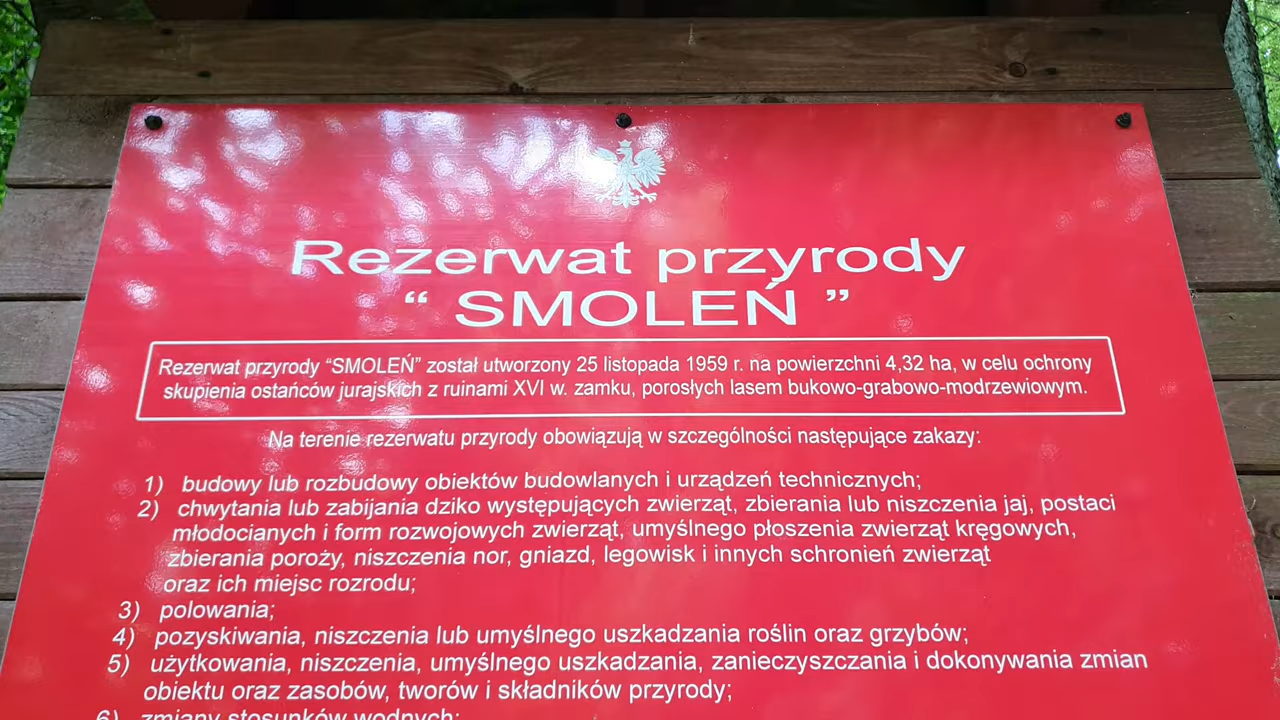 Rezerwat przyrody
“ SMOLEŃ ”
Rezerwat przyrody “SMOLEŃ” został utworzony 25 listopada 1959 r. na powierzchni 4,32 ha, w celu ochrony
skupienia ostańców jurajskich z ruinami XVI w. zamku, porosłych lasem bukowo-grabowo-modrzewiowym.
Na terenie rezerwatu przyrody obowiązują w szczególności następujące zakazy:
1) budowy lub rozbudowy obiektów budowlanych i urządzeń technicznych;
2) chwytania lub zabijania dziko występujących zwierząt, zbierania lub niszczenia jaj, postaci
młodocianych i form rozwojowych zwierząt, umyślnego płoszenia zwierząt kręgowych,
zbierania poroży, niszczenia nor, gniazd, legowisk i innych schronień zwierząt
oraz ich miejsc rozrodu;
3) polowania;
4) pozyskiwania, niszczenia lub umyślnego uszkadzania roślin oraz grzybów;
5) użytkowania, niszczenia, umyślnego uszkadzania, zanieczyszczania i dokonywania zmian
obiektu oraz zasobów, tworów i składników przyrody;
6) zmiany stosunków wodnych;